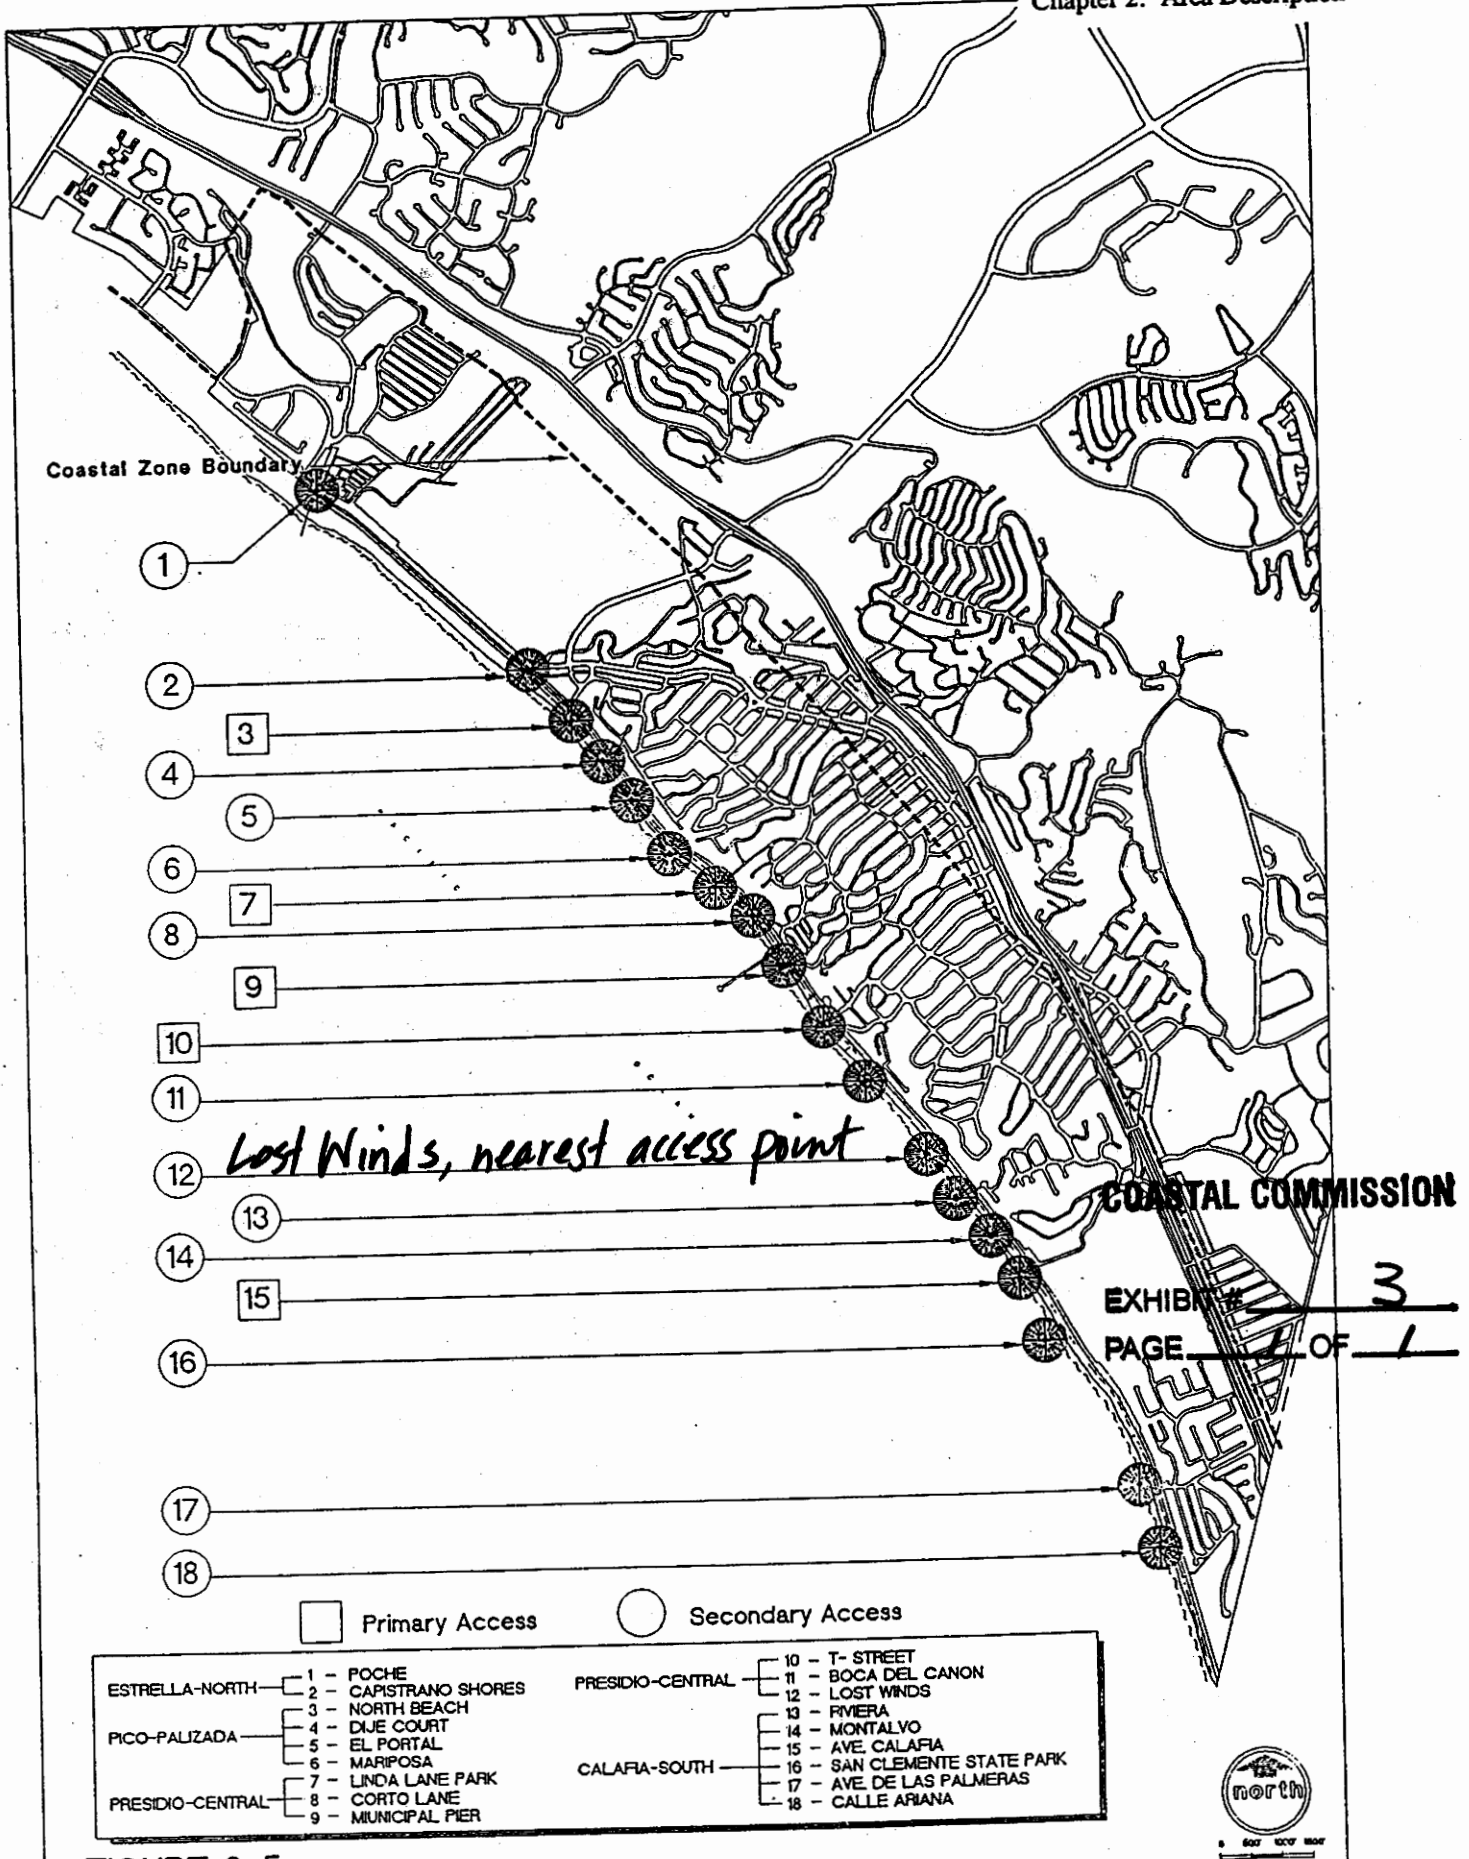 Chapter 2: Area Description
Coastal Zone Boundary
1
2
3
4
5
6
7
8
9
10
11
Lost Winds, nearest access point
12
13
COASTAL COMMISSION
14
15
EXHIBIT # 3
PAGE 1 OF 1
16
17
18
Primary Access
Secondary Access
ESTRELLA-NORTH
1 - POCHE
2 - CAPISTRANO SHORES
PICO-PALIZADA
3 - NORTH BEACH
4 - DIJE COURT
5 - EL PORTAL
6 - MARIPOSA
PRESIDIO-CENTRAL
7 - LINDA LANE PARK
8 - CORTO LANE
9 - MIUNICIPAL PIER
PRESIDIO-CENTRAL
10 - T- STREET
11 - BOCA DEL CANON
12 - LOST WINDS
CALAFIA-SOUTH
13 - RIVIERA
14 - MONTALVO
15 - AVE. CALAFIA
16 - SAN CLEMENTE STATE PARK
17 - AVE. DE LAS PALMERAS
18 - CALLE ARIANA
north